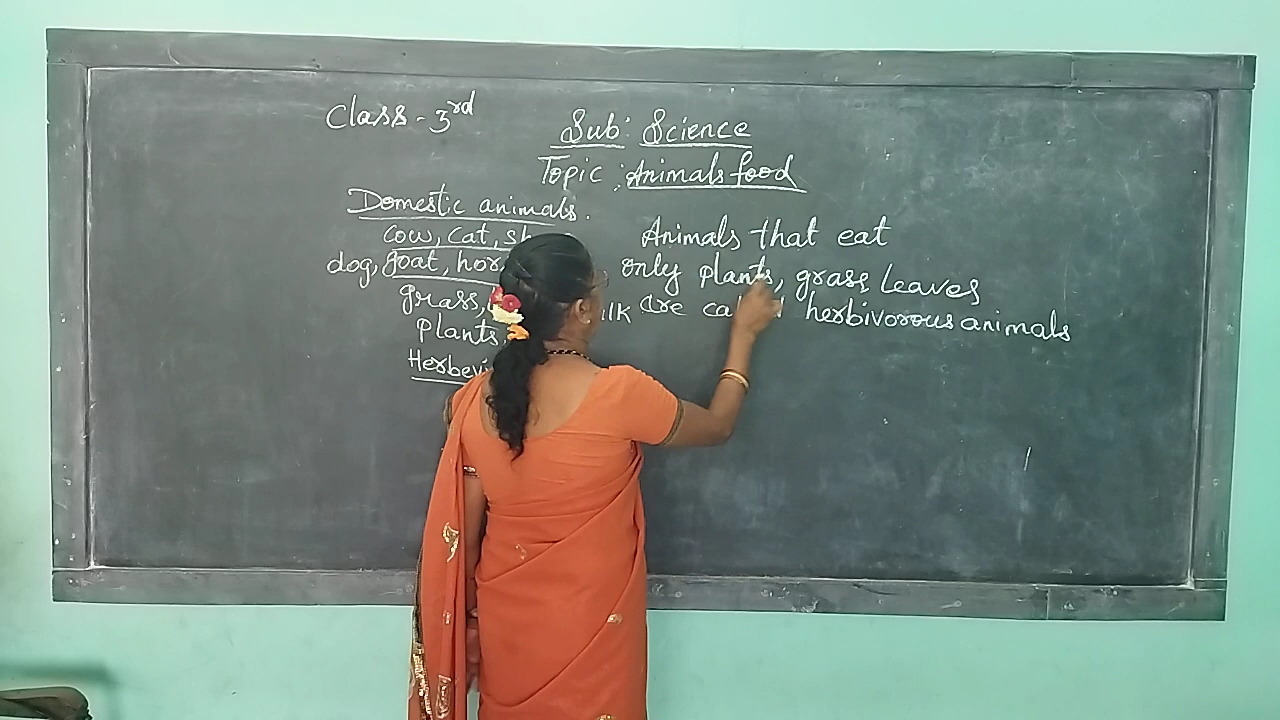 Class - 3rd
Sub: Science
Topic: Animals food
Domestic animals.
cow, cat,
dog, goat,
grass,
plants,
Animals that eat
only plants, grass leaves
are herbivorous animals